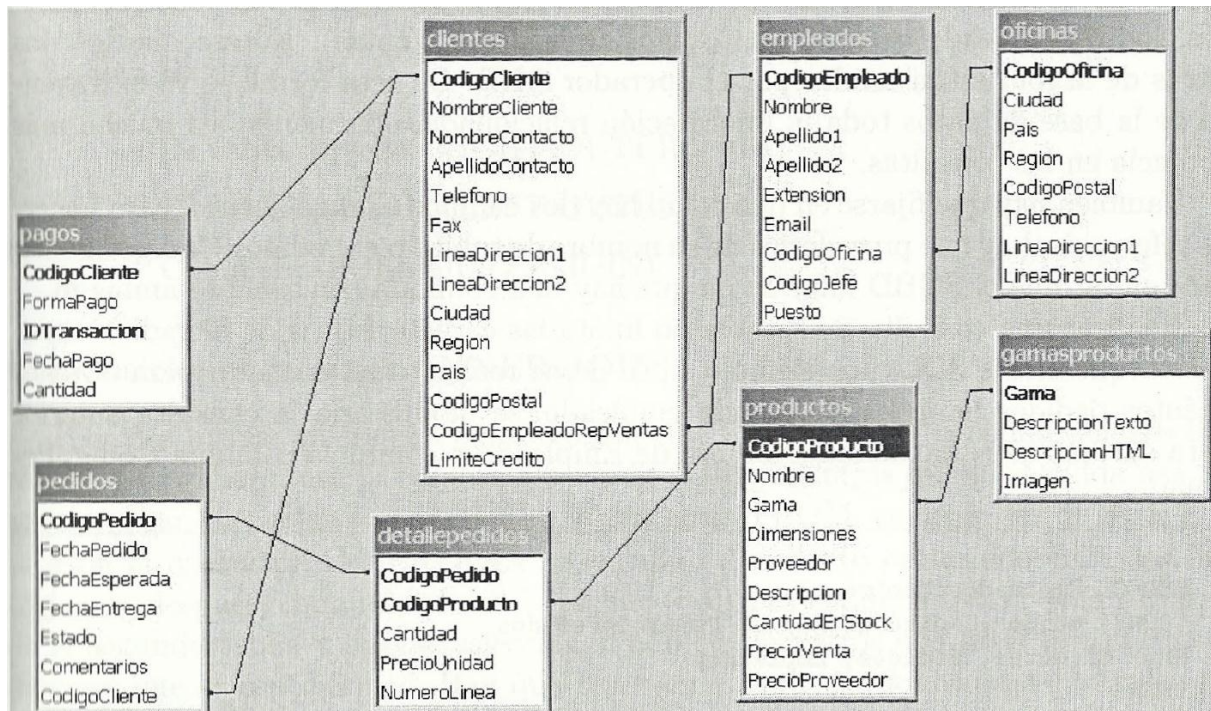 clientes
CodigoCliente
NombreCliente
NombreContacto
ApellidoContacto
Telefono
Fax
LineaDireccion1
LineaDireccion2
Ciudad
Region
Pais
CodigoPostal
CodigoEmpleadoRepVentas
LimiteCredito
empleados
CodigoEmpleado
Nombre
Apellido1
Apellido2
Extension
Email
CodigoOficina
CodigoJefe
Puesto
oficinas
CodigoOficina
Ciudad
Pais
Region
CodigoPostal
Telefono
LineaDireccion1
LineaDireccion2
pagos
CodigoCliente
FormaPago
IDTransaccion
FechaPago
Cantidad
gamasproductos
Gama
DescripcionTexto
DescripcionHTML
Imagen
productos
CodigoProducto
Nombre
Gama
Dimensiones
Proveedor
Descripcion
CantidadEnStock
PrecioVenta
PrecioProveedor
pedidos
CodigoPedido
FechaPedido
FechaEsperada
FechaEntrega
Estado
Comentarios
CodigoCliente
detallepedidos
CodigoPedido
CodigoProducto
Cantidad
PrecioUnidad
NumeroLinea